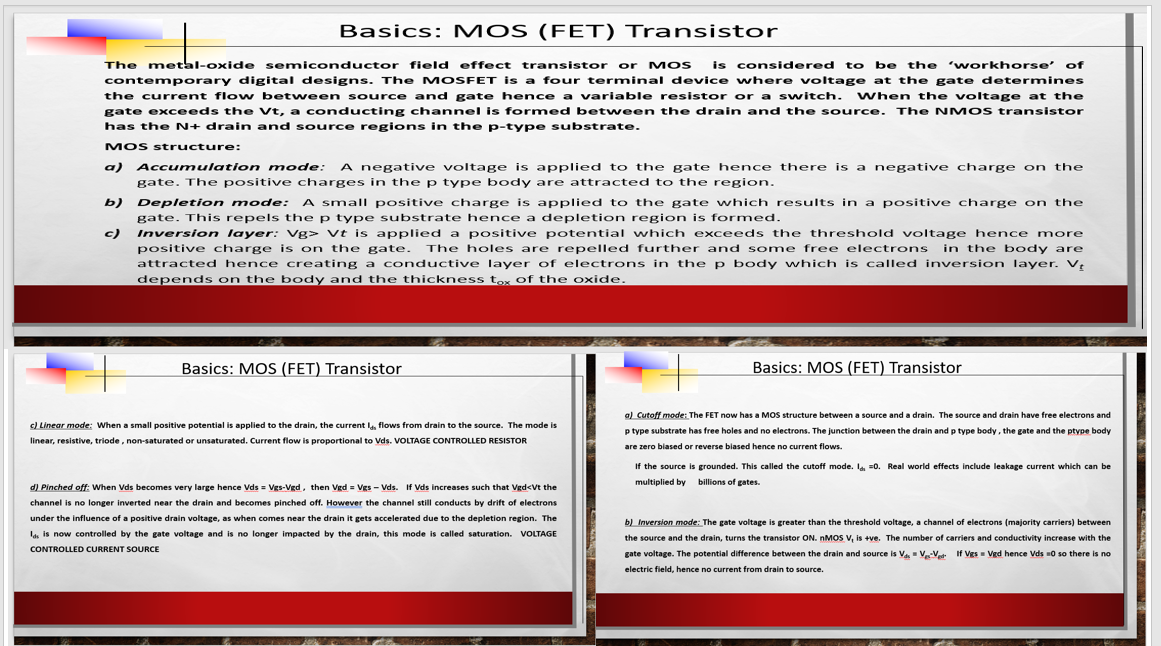 Basics: MOS (FET) Transistor
The metal-oxide semiconductor field effect transistor or MOS is considered to be the ‘workhorse’ of
contemporary digital designs. The MOSFET is a four terminal device where voltage at the gate determines
the current flow between source and gate hence a variable resistor or a switch. When the voltage at the
gate exceeds the Vt, a conducting channel is formed between the drain and the source. The NMOS transistor
has the N+ drain and source regions in the p-type substrate.
MOS structure:
a) Accumulation mode: A negative voltage is applied to the gate hence there is a negative charge on the
gate. The positive charges in the p type body are attracted to the region.
b) Depletion mode: A small positive charge is applied to the gate which results in a positive charge on the
gate. This repels the p type substrate hence a depletion region is formed.
c) Inversion layer: Vg> Vt is applied a positive potential which exceeds the threshold voltage hence more
positive charge is on the gate. The holes are repelled further and some free electrons in the body are
attracted hence creating a conductive layer of electrons in the p body which is called inversion layer. Vt
depends on the body and the thickness tox of the oxide.
Basics: MOS (FET) Transistor
c) Linear mode: When a small positive potential is applied to the drain, the current Ids flows from drain to the source. The mode is
linear, resistive, triode , non-saturated or unsaturated. Current flow is proportional to Vds. VOLTAGE CONTROLLED RESISTOR
d) Pinched off: When Vds becomes very large hence Vds = Vgs-Vgd , then Vgd = Vgs – Vds. If Vds increases such that Vgd<Vt the
channel is no longer inverted near the drain and becomes pinched off. However the channel still conducts by drift of electrons
under the influence of a positive drain voltage, as when comes near the drain it gets accelerated due to the depletion region. The
Ids is now controlled by the gate voltage and is no longer impacted by the drain, this mode is called saturation. VOLTAGE
CONTROLLED CURRENT SOURCE
Basics: MOS (FET) Transistor
a) Cutoff mode: The FET now has a MOS structure between a source and a drain. The source and drain have free electrons and
p type substrate has free holes and no electrons. The junction between the drain and p type body , the gate and the ptype body
are zero biased or reverse biased hence no current flows.
If the source is grounded. This called the cutoff mode. Ids =0. Real world effects include leakage current which can be
multiplied by billions of gates.
b) Inversion mode: The gate voltage is greater than the threshold voltage, a channel of electrons (majority carriers) between
the source and the drain, turns the transistor ON. nMOS Vt is +ve. The number of carriers and conductivity increase with the
gate voltage. The potential difference between the drain and source is Vds = Vgs-Vgd. If Vgs = Vgd hence Vds =0 so there is no
electric field, hence no current from drain to source.